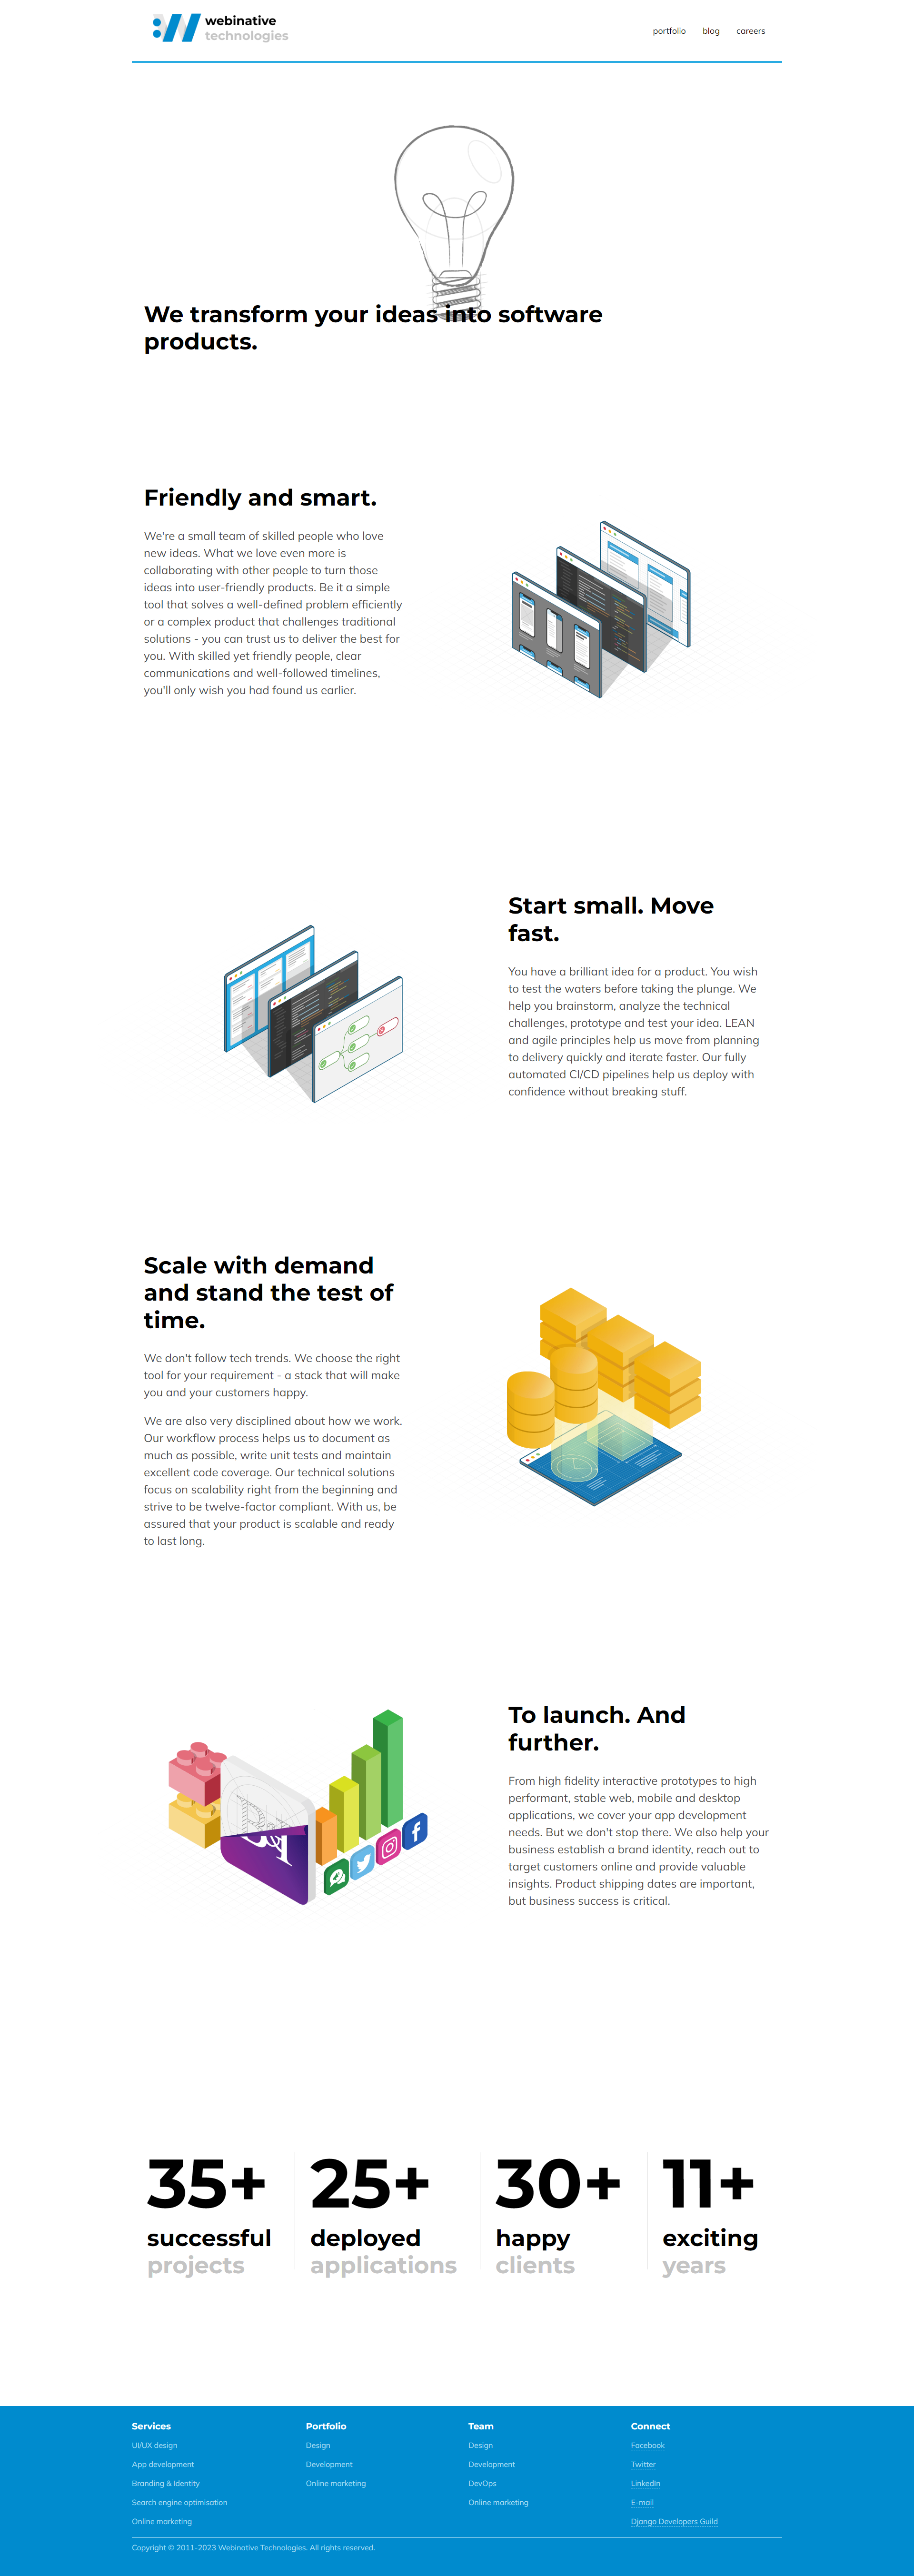 webinative
technologies
portfolio blog careers
We transform your ideas into software
products.
Friendly and smart.
We're a small team of skilled people who love
new ideas. What we love even more is
collaborating with other people to turn those
ideas into user-friendly products. Be it a simple
tool that solves a well-defined problem efficiently
or a complex product that challenges traditional
solutions - you can trust us to deliver the best for
you. With skilled yet friendly people, clear
communications and well-followed timelines,
you'll only wish you had found us earlier.
Start small. Move
fast.
You have a brilliant idea for a product. You wish
to test the waters before taking the plunge. We
help you brainstorm, analyze the technical
challenges, prototype and test your idea. LEAN
and agile principles help us move from planning
to delivery quickly and iterate faster. Our fully
automated CI/CD pipelines help us deploy with
confidence without breaking stuff.
Scale with demand
and stand the test of
time.
We don't follow tech trends. We choose the right
tool for your requirement - a stack that will make
you and your customers happy.
We are also very disciplined about how we work.
Our workflow process helps us to document as
much as possible, write unit tests and maintain
excellent code coverage. Our technical solutions
focus on scalability right from the beginning and
strive to be twelve-factor compliant. With us, be
assured that your product is scalable and ready
to last long.
To launch. And
further.
From high fidelity interactive prototypes to high
performant, stable web, mobile and desktop
applications, we cover your app development
needs. But we don't stop there. We also help your
business establish a brand identity, reach out to
target customers online and provide valuable
insights. Product shipping dates are important,
but business success is critical.
35+ 25+ 30+ 11+
successful deployed happy exciting
projects applications clients years
Services Portfolio Team Connect
UI/UX design Design Design Facebook
App development Development Development Twitter
Branding & Identity Online marketing DevOps LinkedIn
Search engine optimisation Online marketing E-mail
Online marketing Django Developers Guild
Copyright © 2011-2023 Webinative Technologies. All rights reserved.